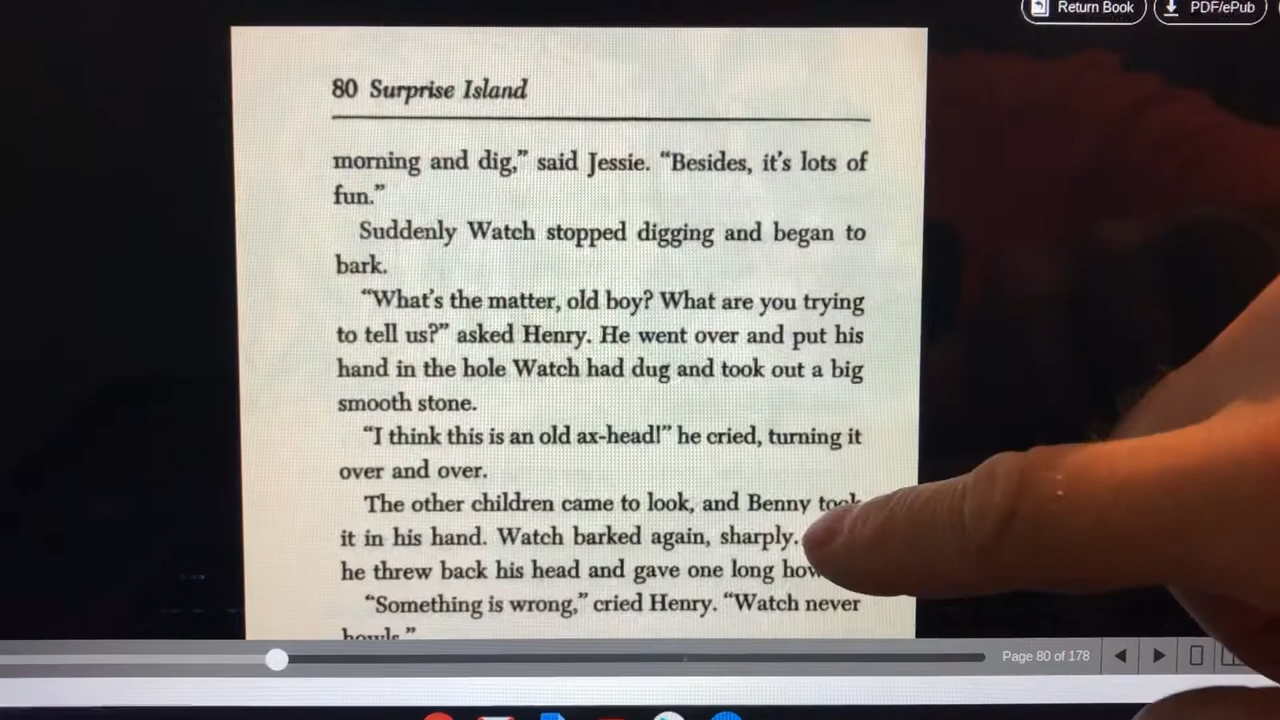 Return Book
PDF/ePub
80 Surprise Island
morning and dig,” said Jessie. “Besides, it’s lots of
fun.”
Suddenly Watch stopped digging and began to
bark.
“What’s the matter, old boy? What are you trying
to tell us?” asked Henry. He went over and put his
hand in the hole Watch had dug and took out a big
smooth stone.
“I think this is an old ax-head!” he cried, turning it
over and over.
The other children came to look, and Benny took
it in his hand. Watch barked again, sharply.
he threw back his head and gave one long
“Something is wrong,” cried Henry. “Watch never
howls.”
Page 80 of 178